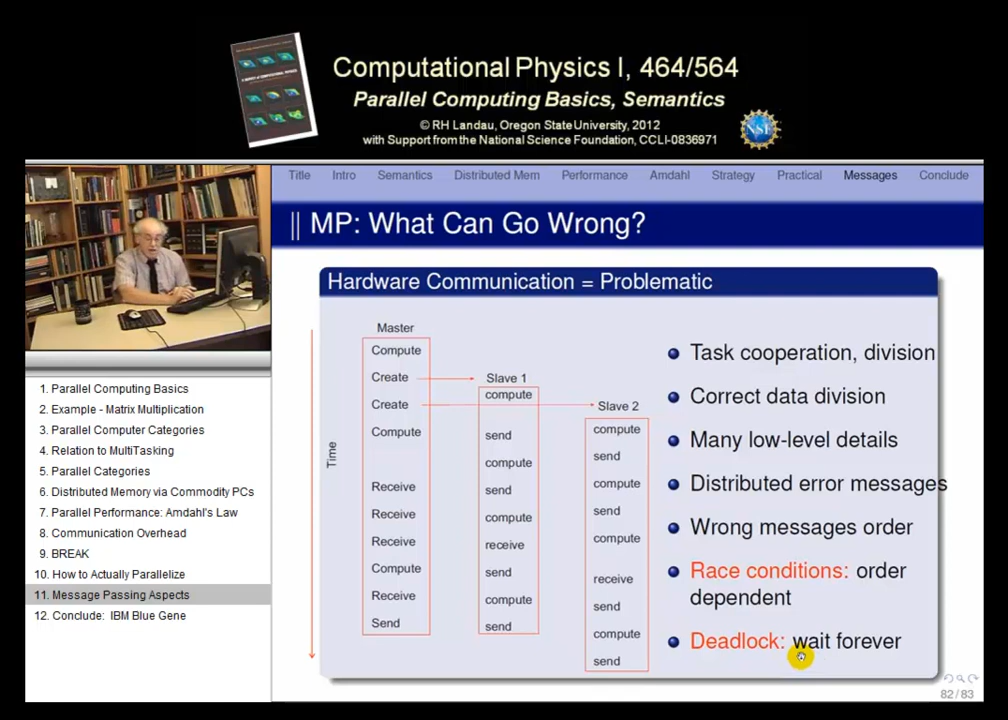 Computational Physics I, 464/564
Parallel Computing Basics, Semantics
© RH Landau, Oregon State University, 2012
with Support from the National Science Foundation, CCLI-0836971
NSF
Title Intro Semantics Distributed Mem Performance Amdahl Strategy Practical Messages Conclude
|| MP: What Can Go Wrong?
Hardware Communication = Problematic
Time
Master
Compute
Create
Create
Compute
Receive
Receive
Receive
Compute
Receive
Send
Slave 1
compute
send
compute
send
compute
receive
send
compute
send
Slave 2
compute
send
compute
send
compute
receive
send
compute
send
Task cooperation, division
Correct data division
Many low-level details
Distributed error messages
Wrong messages order
Race conditions: order
dependent
Deadlock: wait forever
82/83
1. Parallel Computing Basics
2. Example - Matrix Multiplication
3. Parallel Computer Categories
4. Relation to MultiTasking
5. Parallel Categories
6. Distributed Memory via Commodity PCs
7. Parallel Performance: Amdahl's Law
8. Communication Overhead
9. BREAK
10. How to Actually Parallelize
11. Message Passing Aspects
12. Conclude: IBM Blue Gene